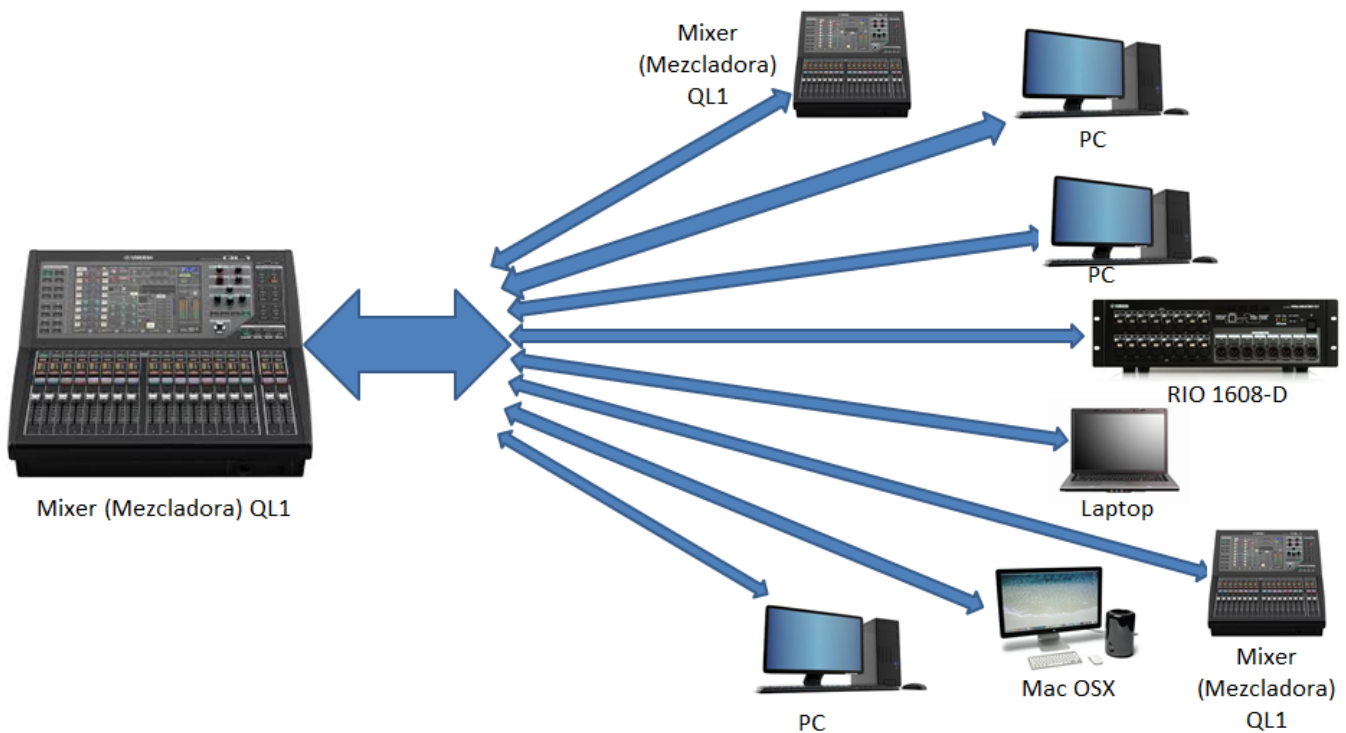 Mixer
(Mezcladora)
QL1
PC
PC
RIO 1608-D
Laptop
Mixer (Mezcladora) QL1
Mac OSX
Mixer
(Mezcladora)
QL1
PC